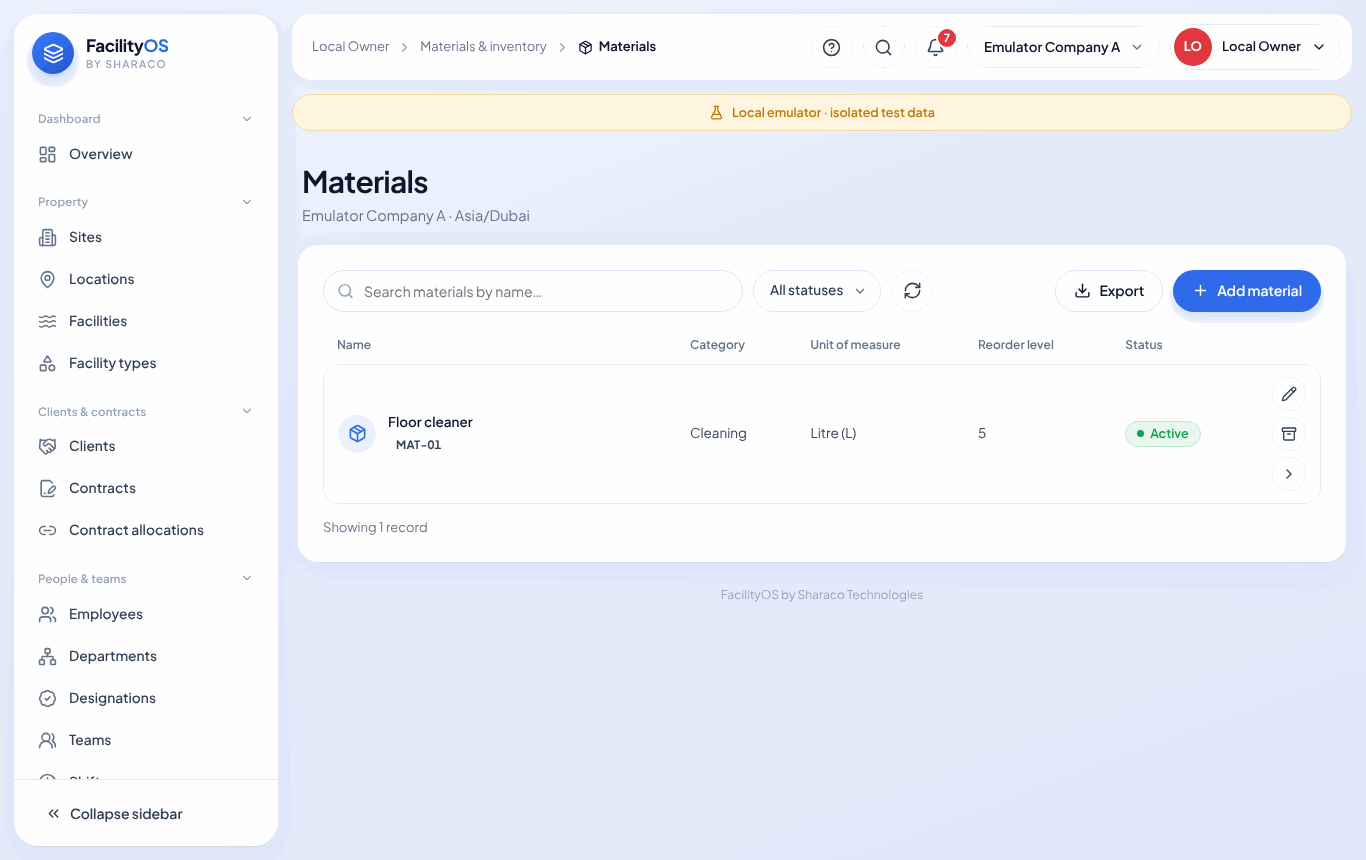 FacilityOS
BY SHARACO
Dashboard
Overview
Property
Sites
Locations
Facilities
Facility types
Clients & contracts
Clients
Contracts
Contract allocations
People & teams
Employees
Departments
Designations
Teams
Collapse sidebar
Local Owner > Materials & inventory > Materials
7
Emulator Company A
LO
Local Owner
Local emulator · isolated test data
Materials
Emulator Company A · Asia/Dubai
Search materials by name...
All statuses
Export
Add material
Name Category Unit of measure Reorder level Status
Floor cleaner
MAT-01
Cleaning Litre (L) 5 Active
Showing 1 record
FacilityOS by Sharaco Technologies